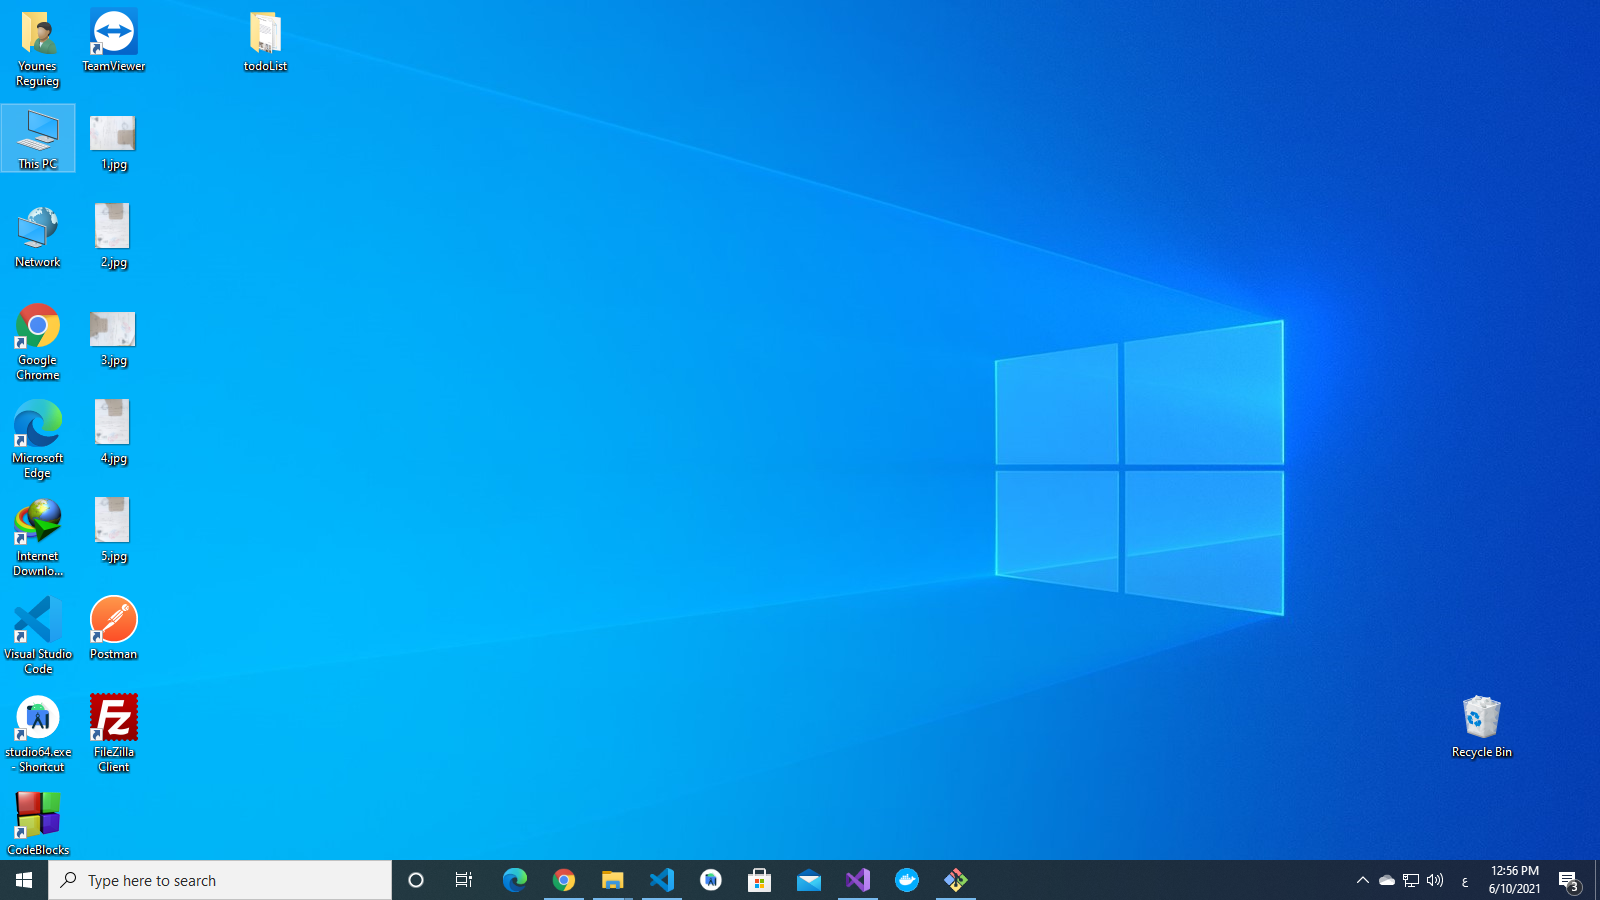 Younes
Reguieg
TeamViewer
todoList
This PC
1.jpg
Network
2.jpg
Google
Chrome
3.jpg
Microsoft
Edge
4.jpg
Internet
Downlo...
5.jpg
Visual Studio
Code
Postman
studio64.exe
- Shortcut
FileZilla
Client
CodeBlocks
Recycle Bin
Type here to search
ع
12:56 PM
6/10/2021
3